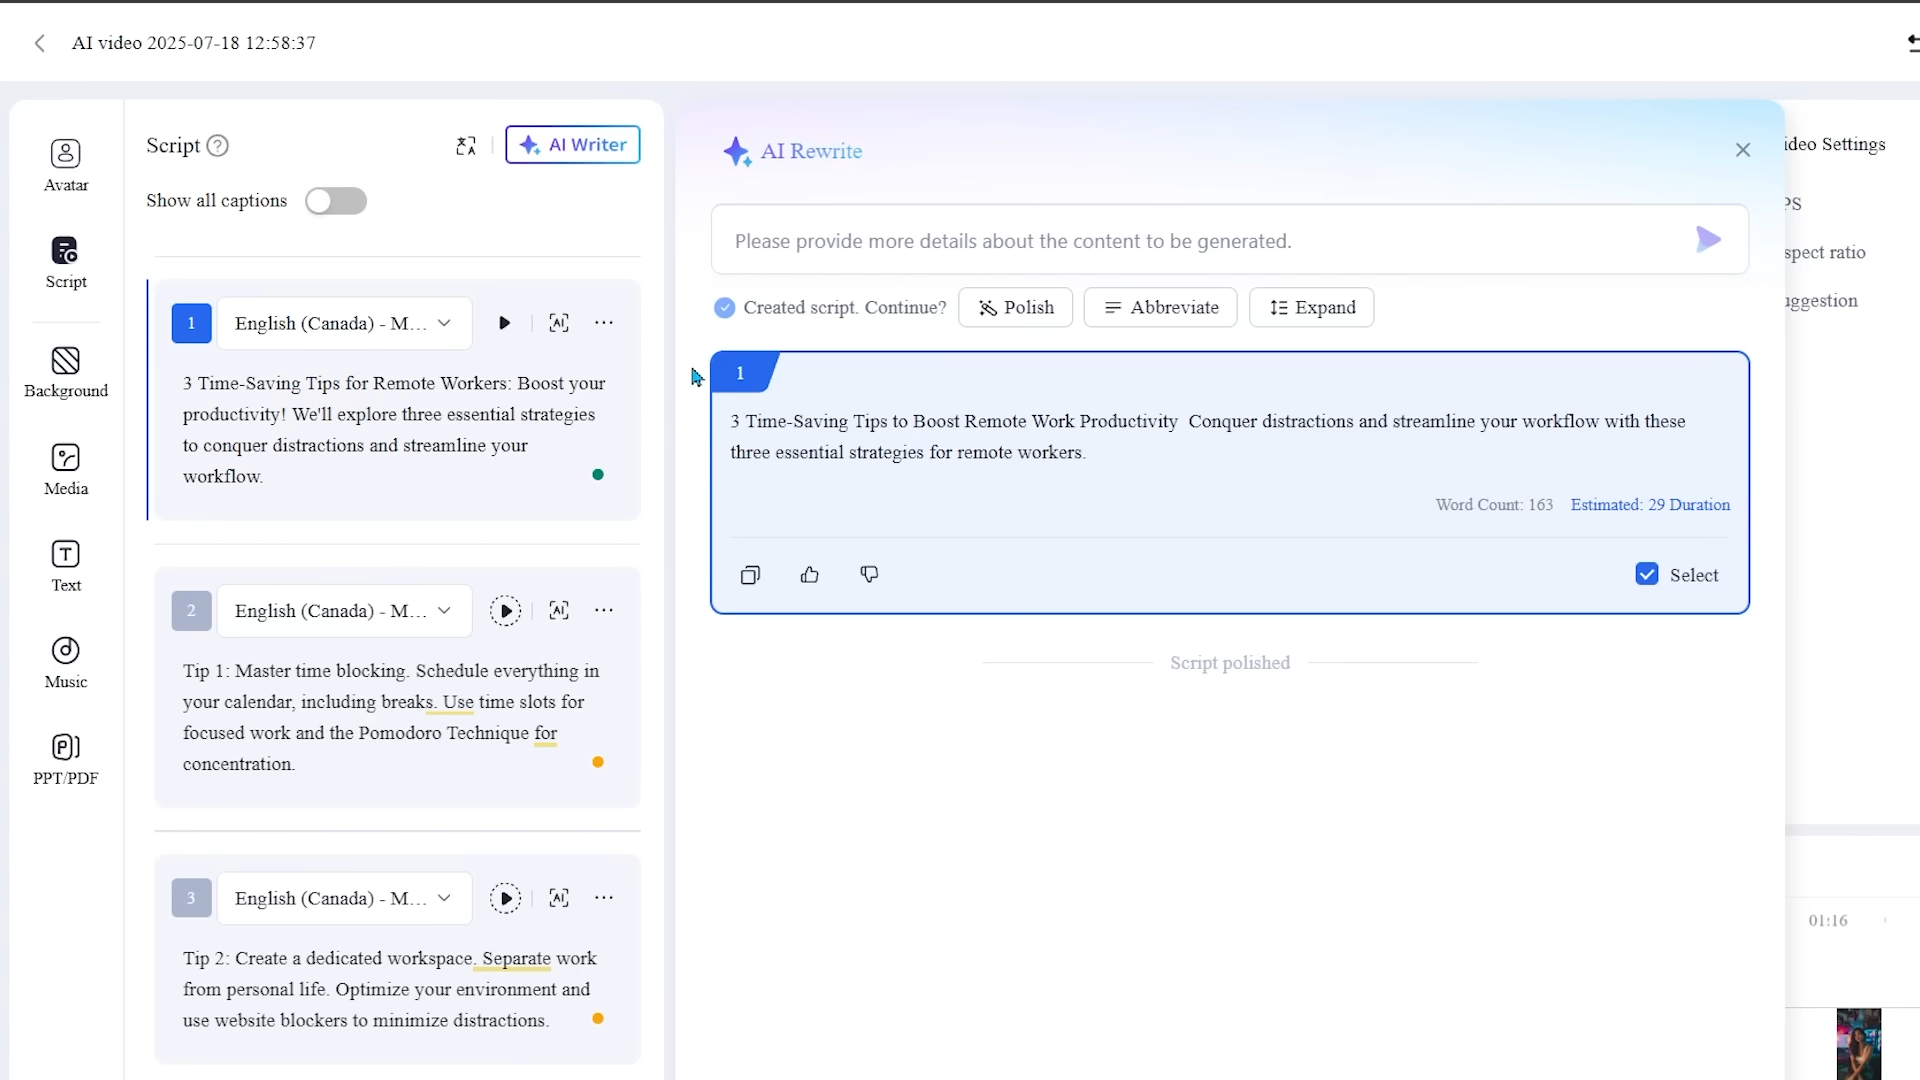 AI video 2025-07-18 12:58:37
Avatar
Script
Background
Media
Text
Music
PPT/PDF
Script
AI Writer
Show all captions
1
English (Canada) - M...
3 Time-Saving Tips for Remote Workers: Boost your
productivity! We'll explore three essential strategies
to conquer distractions and streamline your
workflow.
2
English (Canada) - M...
Tip 1: Master time blocking. Schedule everything in
your calendar, including breaks. Use time slots for
focused work and the Pomodoro Technique for
concentration.
3
English (Canada) - M...
Tip 2: Create a dedicated workspace. Separate work
from personal life. Optimize your environment and
use website blockers to minimize distractions.
AI Rewrite
Please provide more details about the content to be generated.
Created script. Continue?
Polish
Abbreviate
Expand
1
3 Time-Saving Tips to Boost Remote Work Productivity  Conquer distractions and streamline your workflow with these
three essential strategies for remote workers.
Word Count: 163
Estimated: 29 Duration
Select
Script polished
ideo Settings
PS
spect ratio
uggestion
01:16